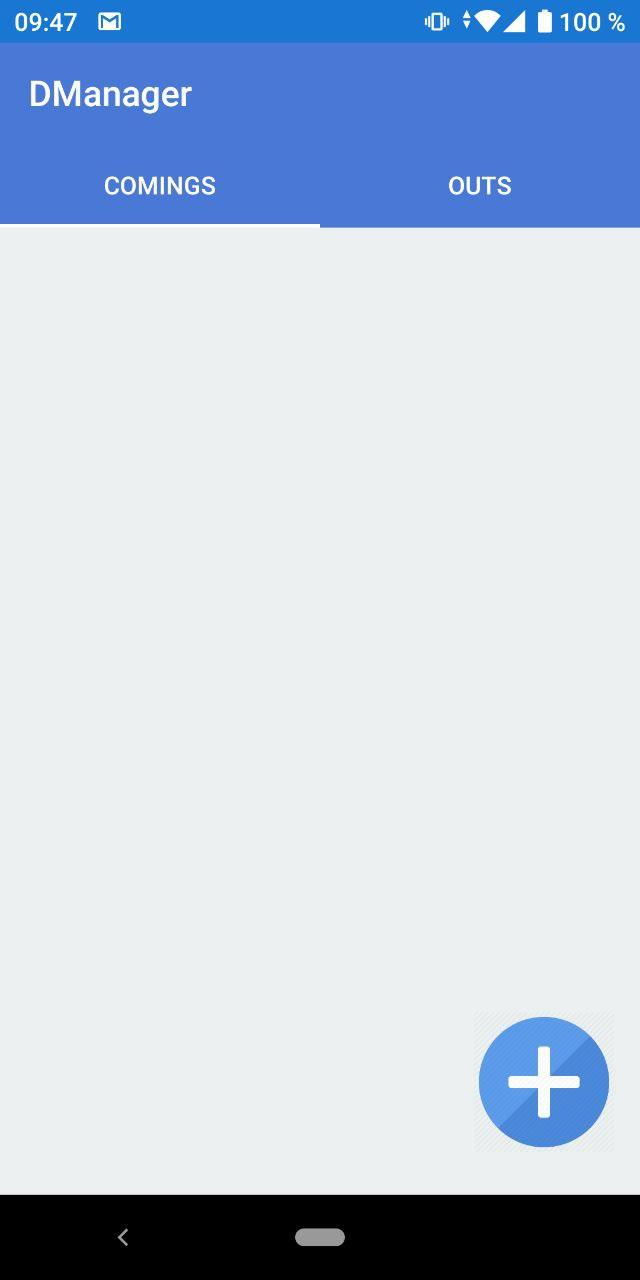 09:47 100 %
DManager
COMINGS OUTS